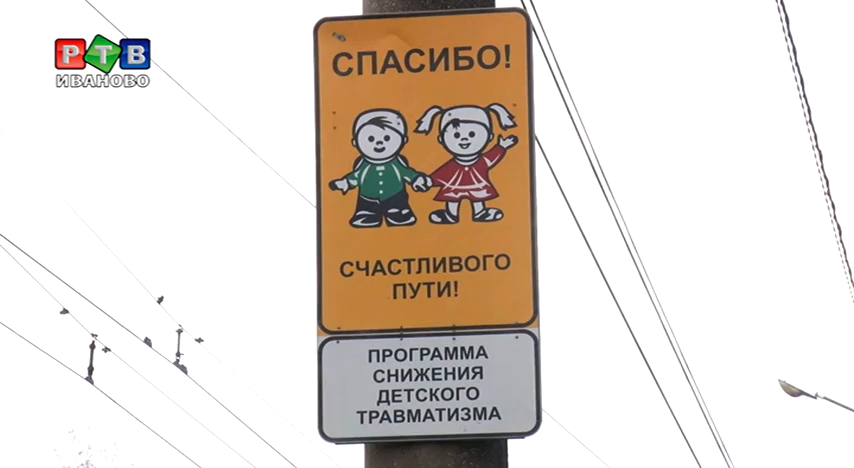 РТВ
ИВАНОВО
СПАСИБО!
СЧАСТЛИВОГО
ПУТИ!
ПРОГРАММА
СНИЖЕНИЯ
ДЕТСКОГО
ТРАВМАТИЗМА